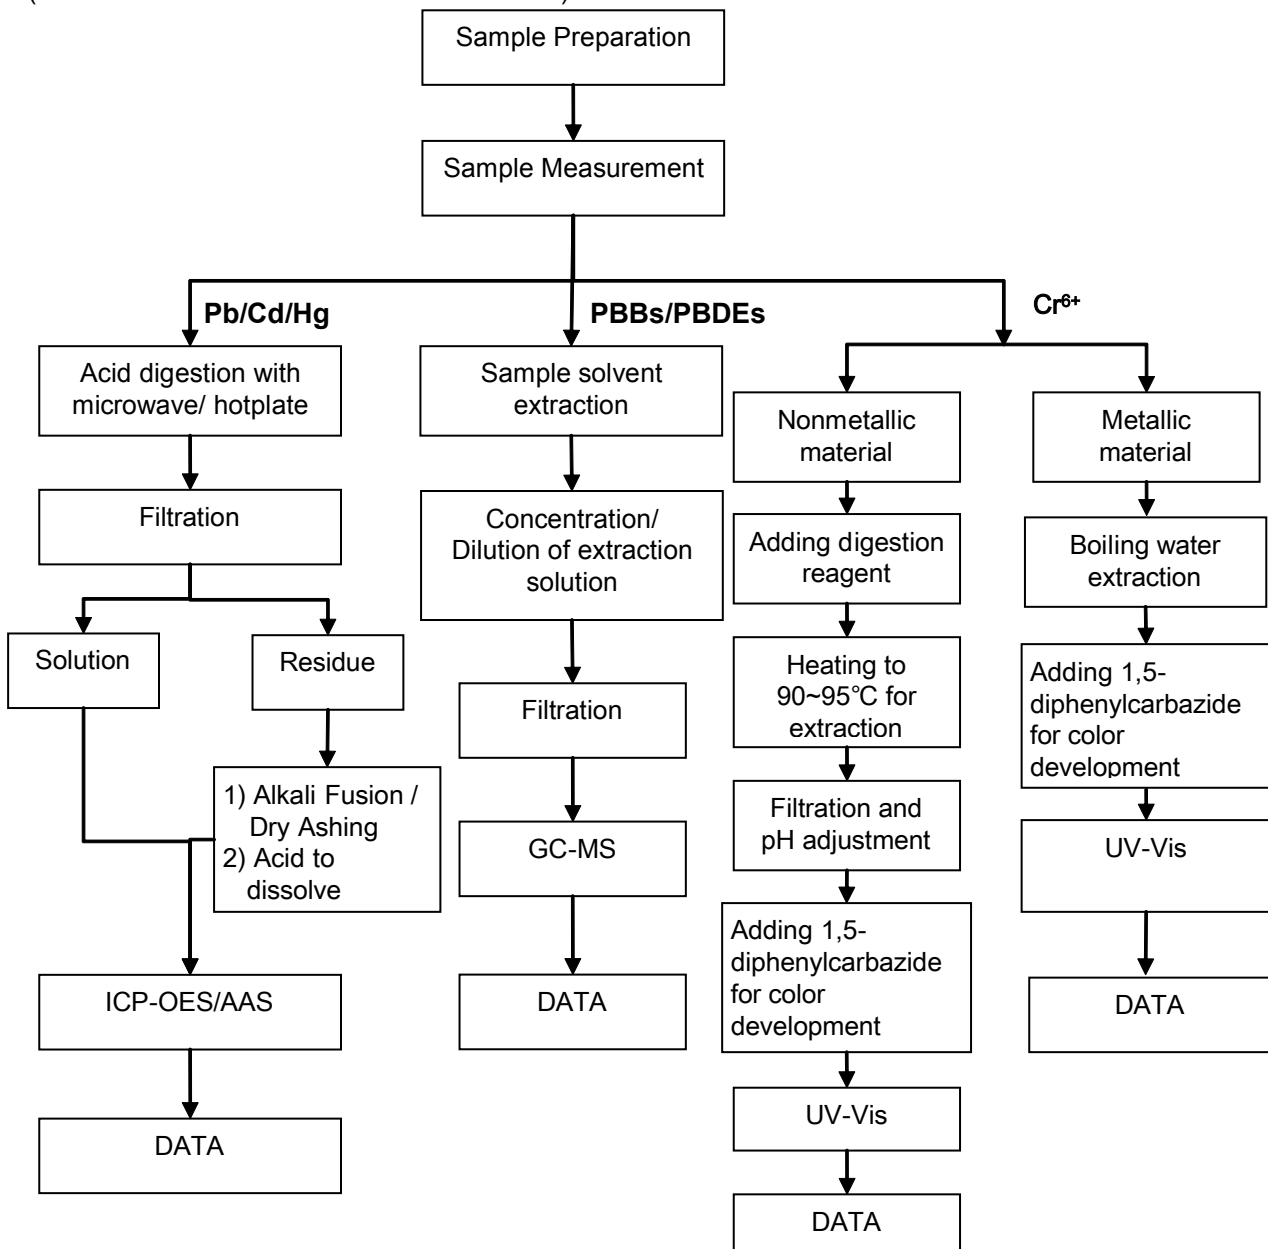 Sample Preparation
Sample Measurement
Pb/Cd/Hg
Acid digestion with
microwave/ hotplate
Filtration
Solution
Residue
1) Alkali Fusion /
Dry Ashing
2) Acid to
dissolve
ICP-OES/AAS
DATA
PBBs/PBDEs
Sample solvent
extraction
Concentration/
Dilution of extraction
solution
Filtration
GC-MS
DATA
Cr⁶⁺
Nonmetallic
material
Adding digestion
reagent
Heating to
90~95℃ for
extraction
Filtration and
pH adjustment
Adding 1,5-
diphenylcarbazide
for color
development
UV-Vis
DATA
Metallic
material
Boiling water
extraction
Adding 1,5-
diphenylcarbazide
for color
development
UV-Vis
DATA